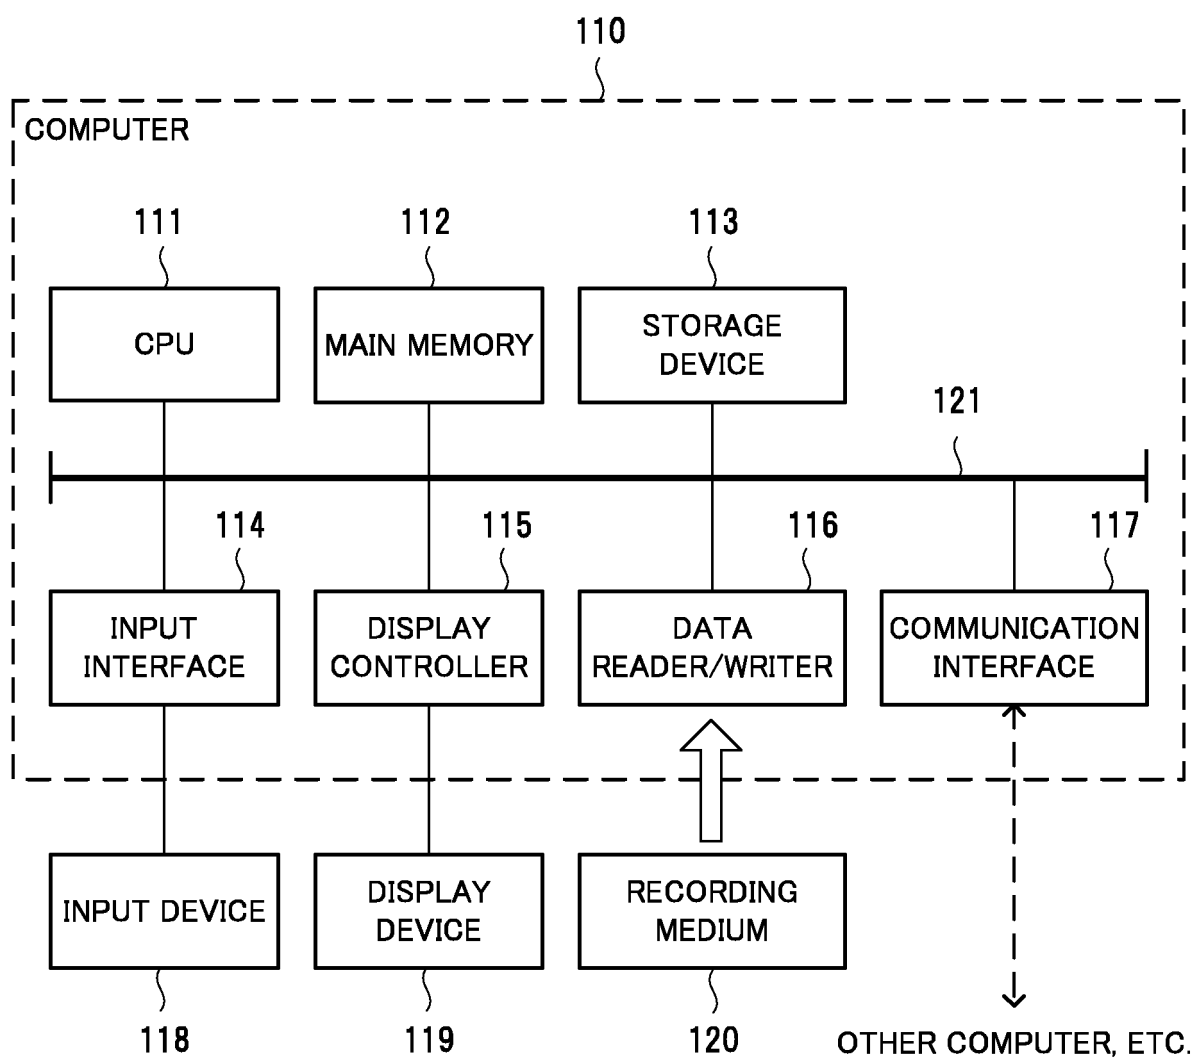 110
COMPUTER
111
112
113
CPU
MAIN MEMORY
STORAGE
DEVICE
121
114
115
116
117
INPUT
INTERFACE
DISPLAY
CONTROLLER
DATA
READER/WRITER
COMMUNICATION
INTERFACE
INPUT DEVICE
DISPLAY
DEVICE
RECORDING
MEDIUM
118
119
120
OTHER COMPUTER, ETC.